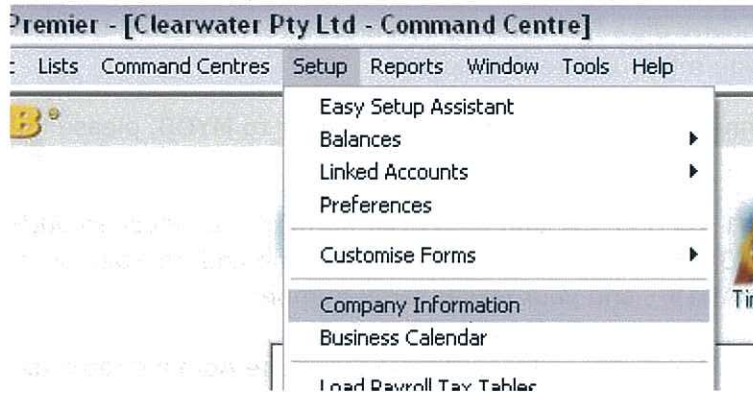 Premier - [Clearwater Pty Ltd - Command Centre]
Lists Command Centres Setup Reports Window Tools Help
B®
Easy Setup Assistant
Balances
Linked Accounts
Preferences
Customise Forms
Company Information
Business Calendar
Load Payroll Tax Tables